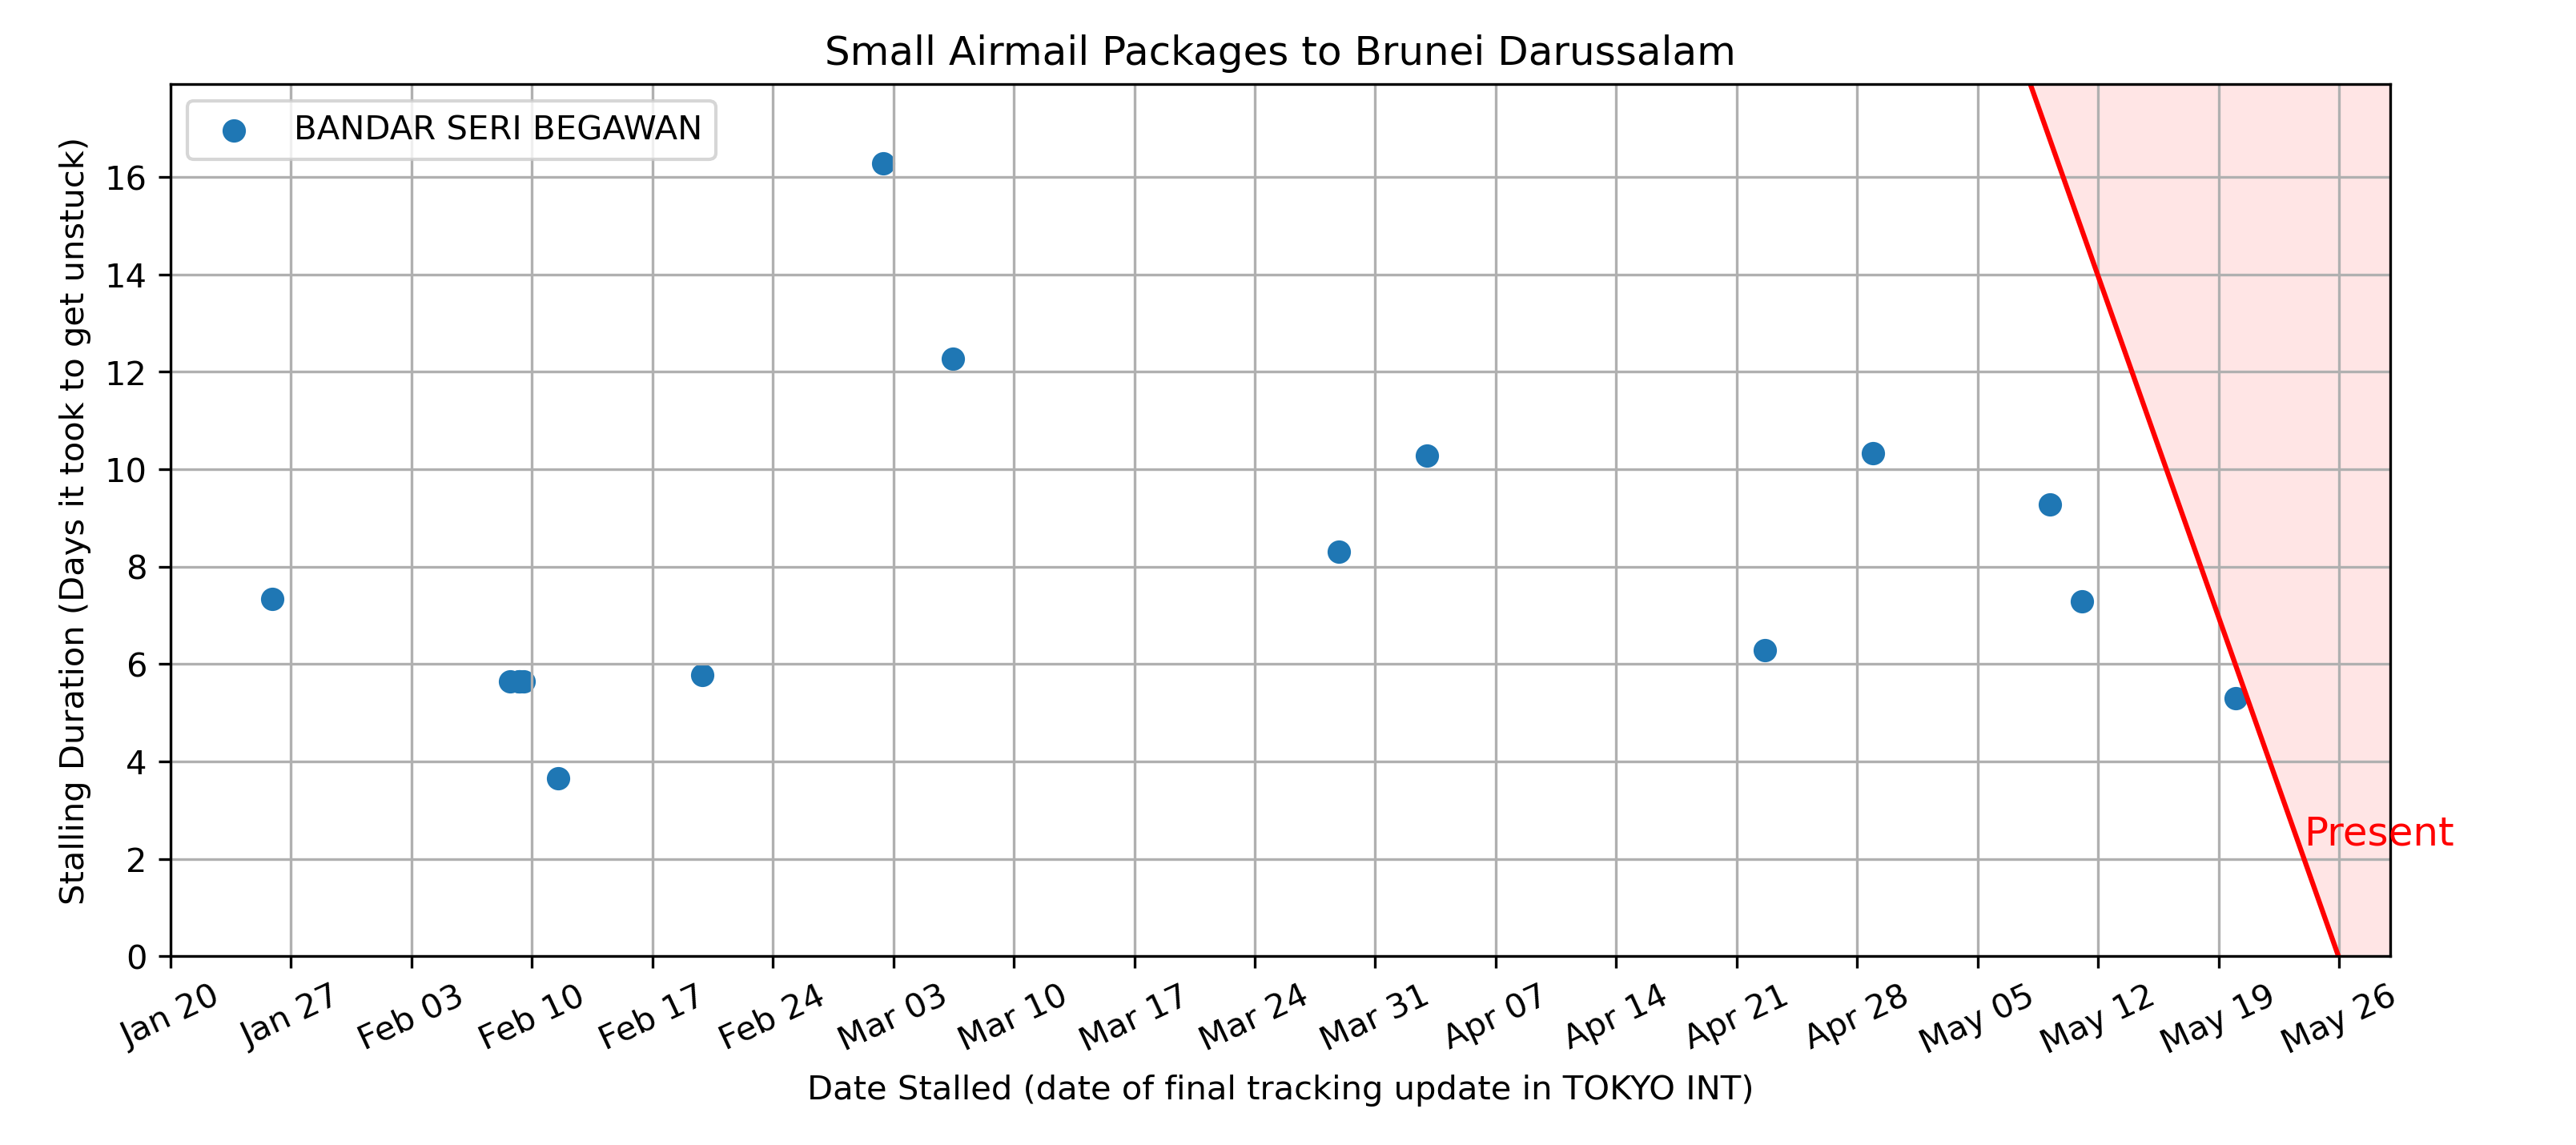 Small Airmail Packages to Brunei Darussalam
BANDAR SERI BEGAWAN
Stalling Duration (Days it took to get unstuck)
16
14
12
10
8
6
4
2
0
Present
Jan 20 Jan 27 Feb 03 Feb 10 Feb 17 Feb 24 Mar 03 Mar 10 Mar 17 Mar 24 Mar 31 Apr 07 Apr 14 Apr 21 Apr 28 May 05 May 12 May 19 May 26
Date Stalled (date of final tracking update in TOKYO INT)